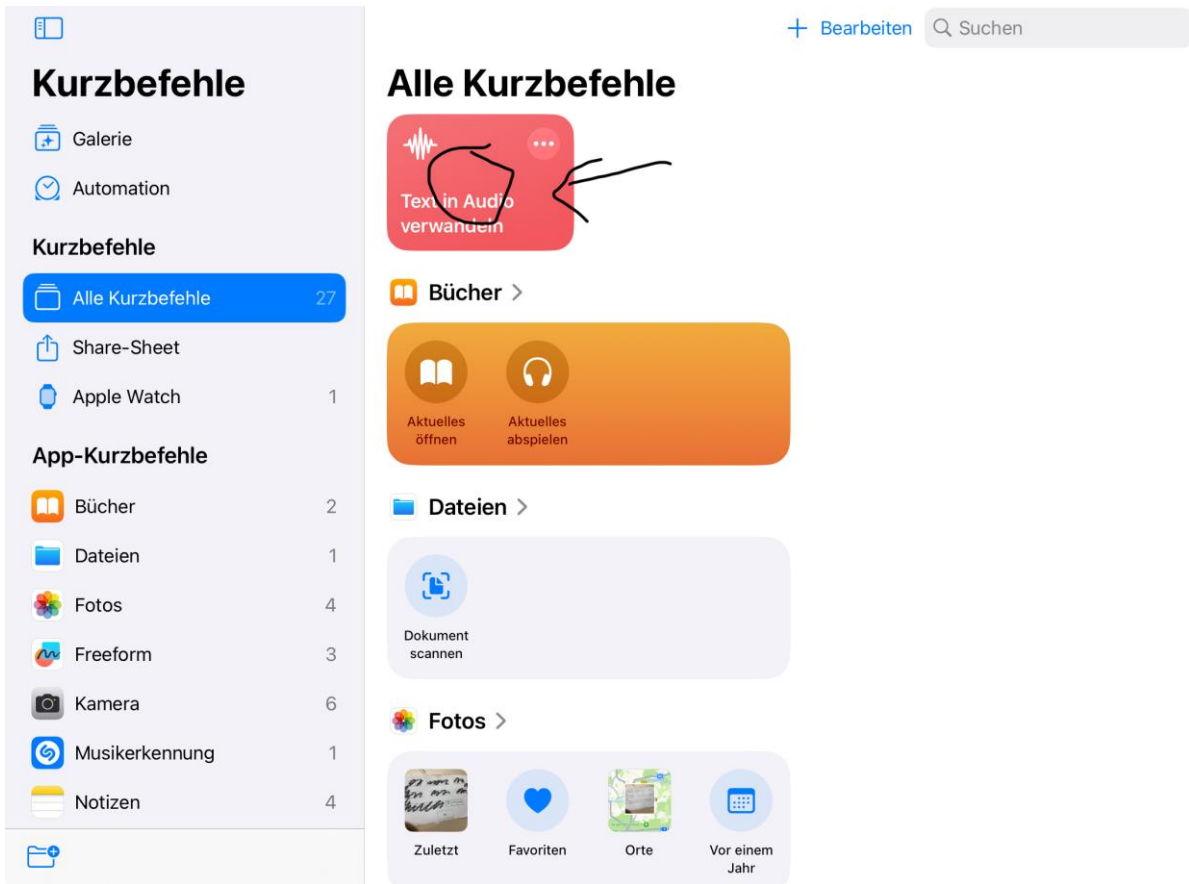 + Bearbeiten
Suchen
Kurzbefehle
Galerie
Automation
Kurzbefehle
Alle Kurzbefehle 27
Share-Sheet
Apple Watch 1
App-Kurzbefehle
Bücher 2
Dateien 1
Fotos 4
Freeform 3
Kamera 6
Musikerkennung 1
Notizen 4
Alle Kurzbefehle
Text in Audio
verwandeln
Bücher >
Aktuelles
öffnen
Aktuelles
abspielen
Dateien >
Dokument
scannen
Fotos >
Zuletzt
Favoriten
Orte
Vor einem
Jahr